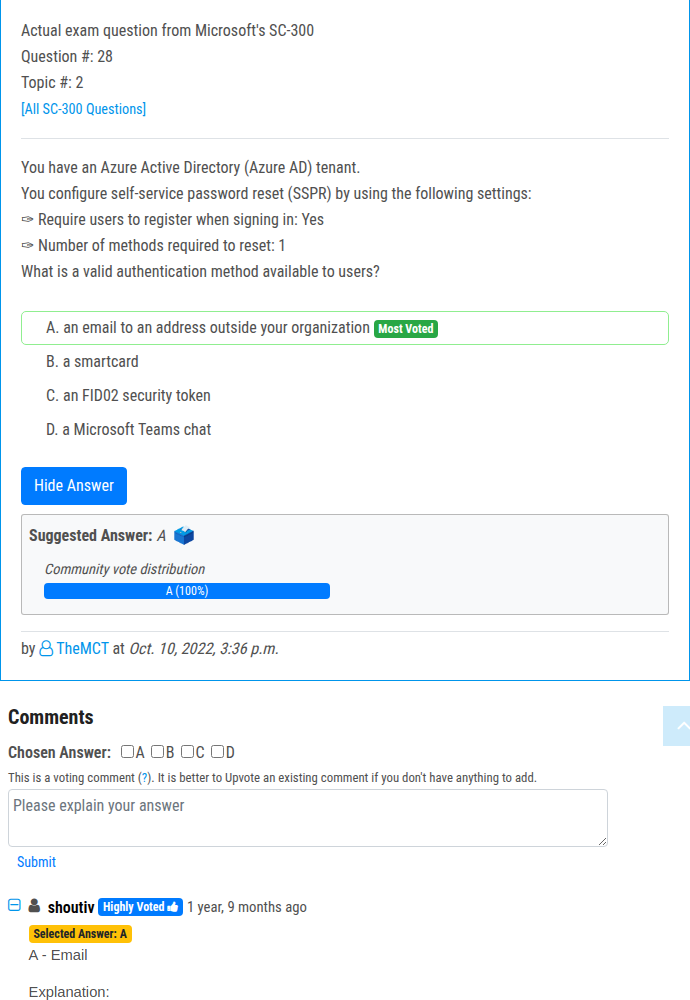 Actual exam question from Microsoft's SC-300
Question #: 28
Topic #: 2
[All SC-300 Questions]
You have an Azure Active Directory (Azure AD) tenant.
You configure self-service password reset (SSPR) by using the following settings:
✑ Require users to register when signing in: Yes
✑ Number of methods required to reset: 1
What is a valid authentication method available to users?
A. an email to an address outside your organization Most Voted
B. a smartcard
C. an FID02 security token
D. a Microsoft Teams chat
Hide Answer
Suggested Answer: A
Community vote distribution
A (100%)
by TheMCT at Oct. 10, 2022, 3:36 p.m.
Comments
Chosen Answer: A B C D
This is a voting comment (?). It is better to Upvote an existing comment if you don't have anything to add.
Please explain your answer
Submit
shoutiv Highly Voted 1 year, 9 months ago
Selected Answer: A
A - Email
Explanation: